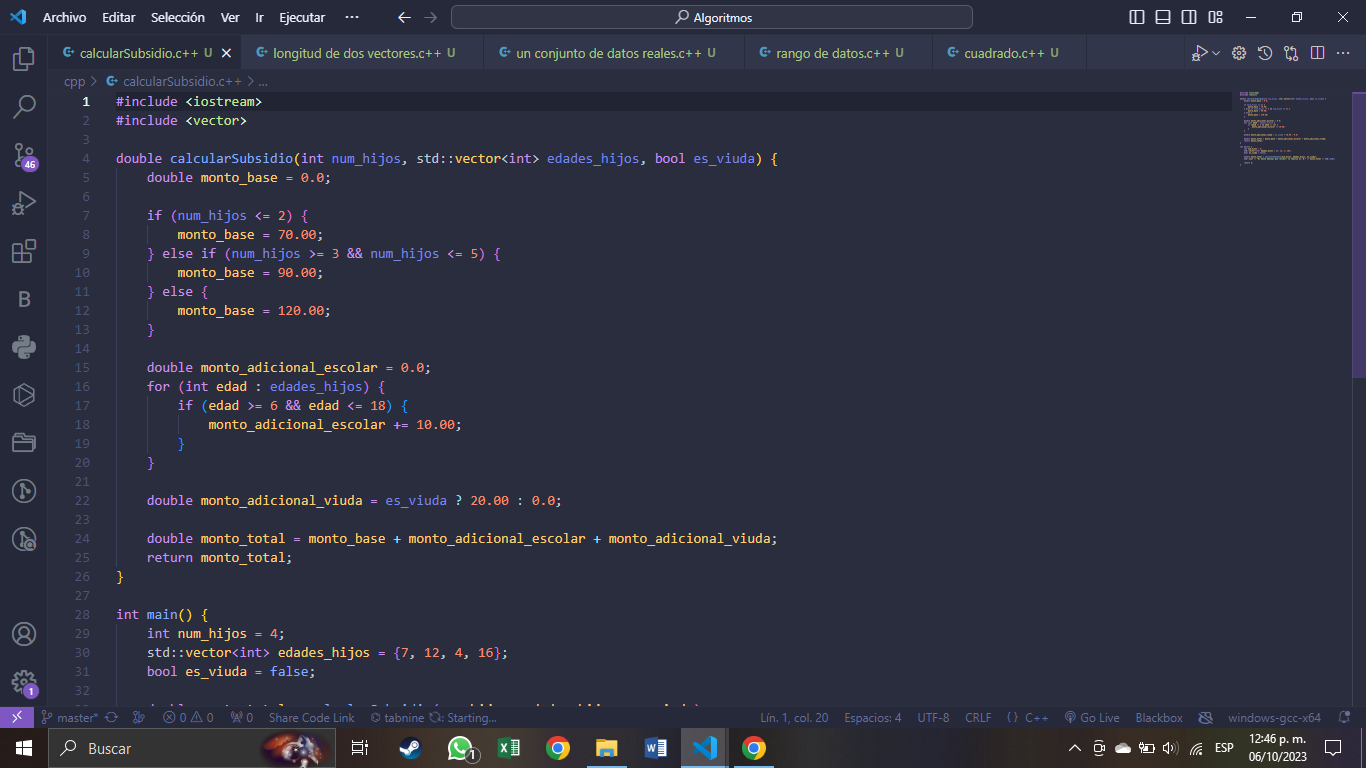 Archivo Editar Selección Ver Ir Ejecutar ··· Algoritmos
calcularSubsidio.c++ U longitud de dos vectores.c++ U un conjunto de datos reales.c++ U rango de datos.c++ U cuadrado.c++ U
cpp > calcularSubsidio.c++ > ...
1 #include <iostream>
2 #include <vector>
3
4 double calcularSubsidio(int num_hijos, std::vector<int> edades_hijos, bool es_viuda) {
5 double monto_base = 0.0;
6
7 if (num_hijos <= 2) {
8 monto_base = 70.00;
9 } else if (num_hijos >= 3 && num_hijos <= 5) {
10 monto_base = 90.00;
11 } else {
12 monto_base = 120.00;
13 }
14
15 double monto_adicional_escolar = 0.0;
16 for (int edad : edades_hijos) {
17 if (edad >= 6 && edad <= 18) {
18 monto_adicional_escolar += 10.00;
19 }
20 }
21
22 double monto_adicional_viuda = es_viuda ? 20.00 : 0.0;
23
24 double monto_total = monto_base + monto_adicional_escolar + monto_adicional_viuda;
25 return monto_total;
26 }
27
28 int main() {
29 int num_hijos = 4;
30 std::vector<int> edades_hijos = {7, 12, 4, 16};
31 bool es_viuda = false;
32
46
B
1
master* 0 0 0 Share Code Link tabnine Starting... Lín. 1, col. 20 Espacios: 4 UTF-8 CRLF {} C++ Go Live Blackbox windows-gcc-x64
Buscar 1 ESP 12:46 p. m.
06/10/2023